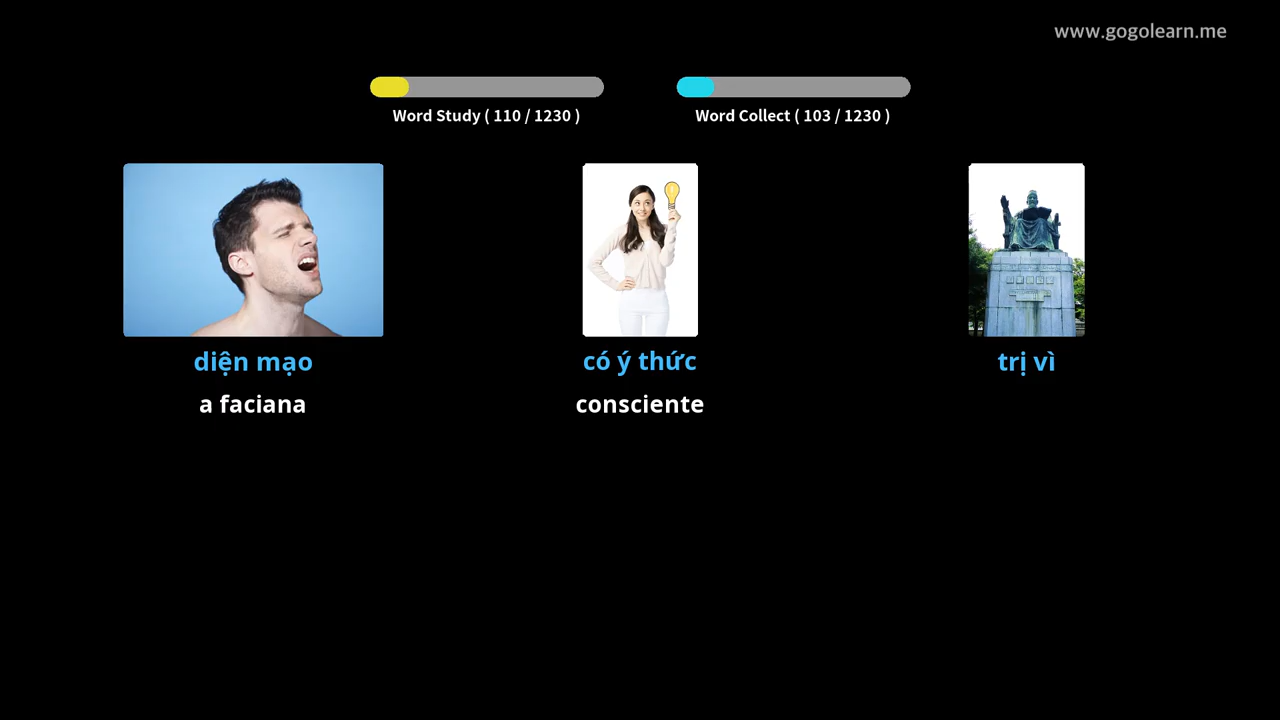 www.gogolearn.me
Word Study ( 110 / 1230 )
Word Collect ( 103 / 1230 )
diện mạo
a faciana
có ý thức
consciente
trị vì